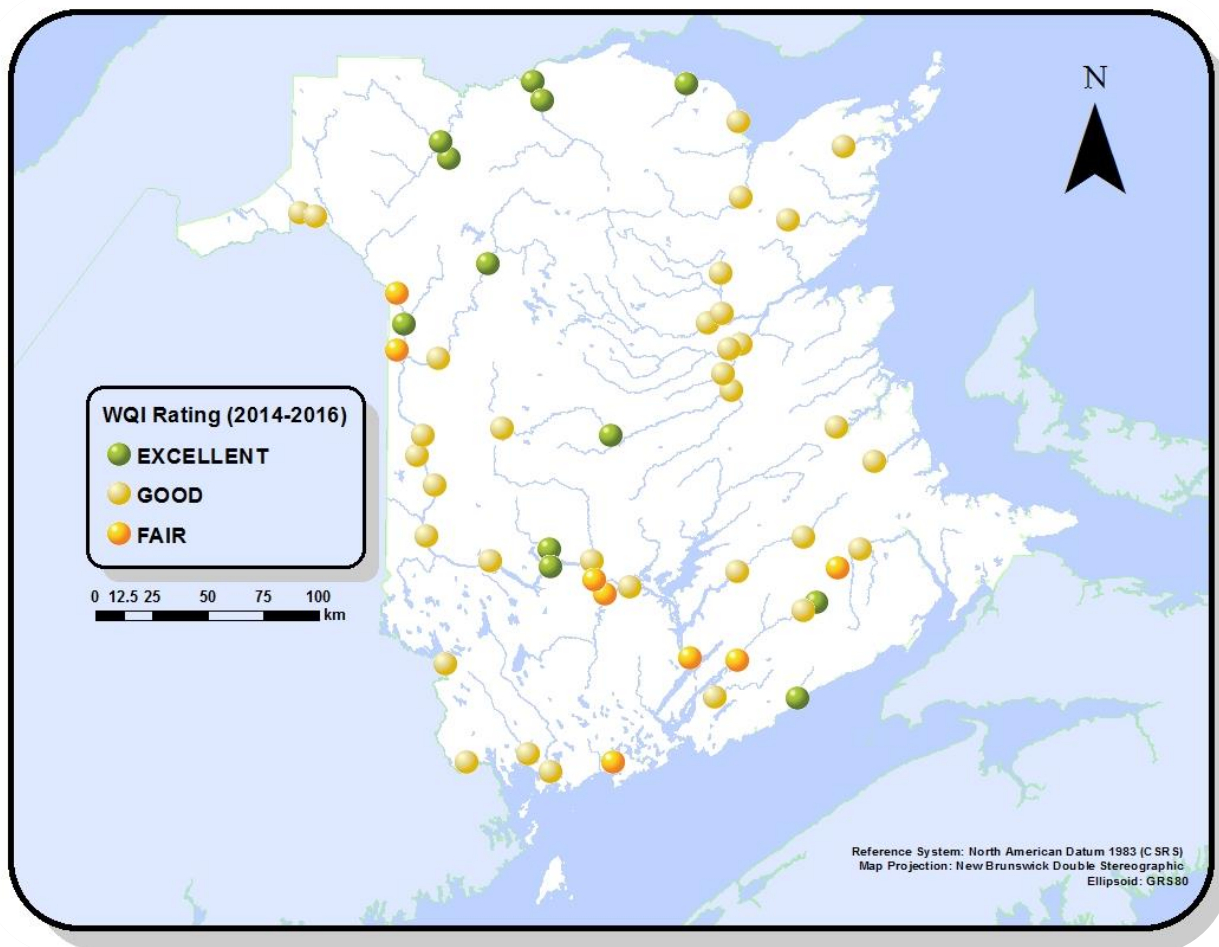 N
WQI Rating (2014-2016)
EXCELLENT
GOOD
FAIR
0 12.5 25 50 75 100
km
Reference System: North American Datum 1983 (CSRS)
Map Projection: New Brunswick Double Stereographic
Ellipsoid: GRS80